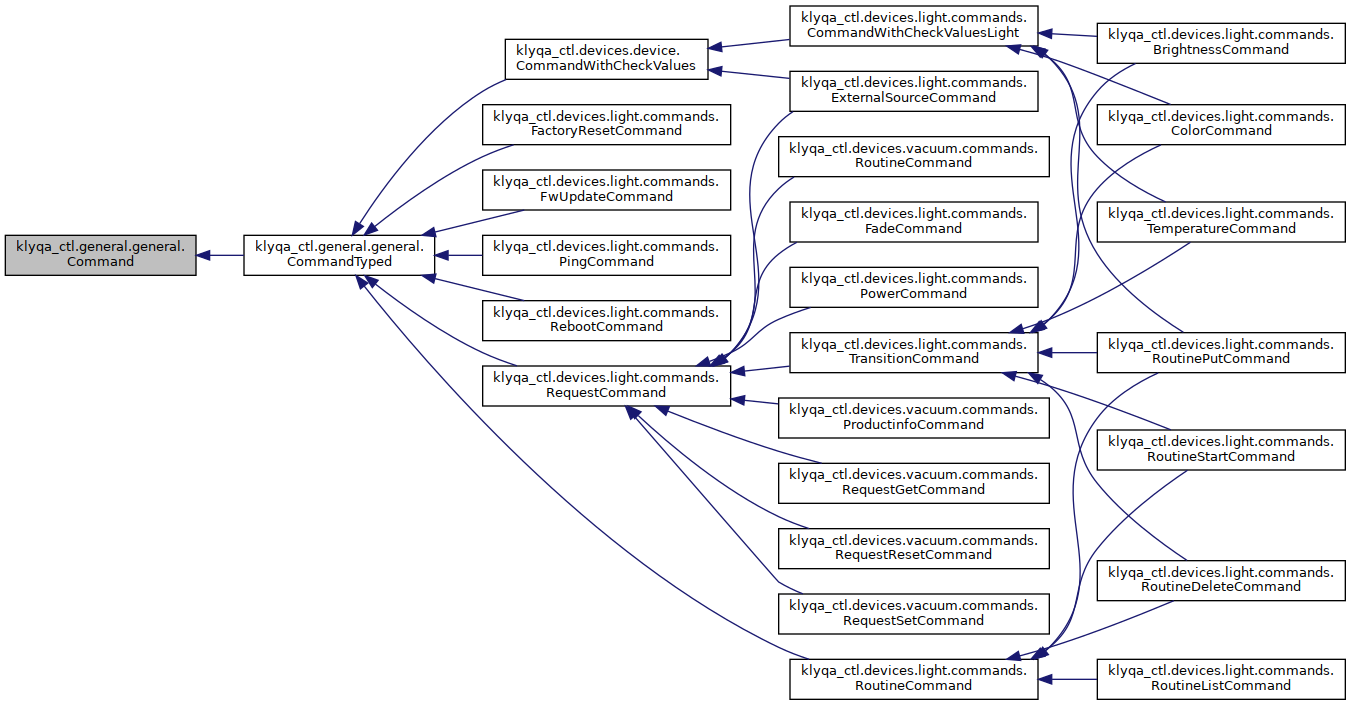 klyqa_ctl.general.general.
Command
klyqa_ctl.general.general.
CommandTyped
klyqa_ctl.devices.device.
CommandWithCheckValues
klyqa_ctl.devices.light.commands.
FactoryResetCommand
klyqa_ctl.devices.light.commands.
FwUpdateCommand
klyqa_ctl.devices.light.commands.
PingCommand
klyqa_ctl.devices.light.commands.
RebootCommand
klyqa_ctl.devices.light.commands.
RequestCommand
klyqa_ctl.devices.light.commands.
CommandWithCheckValuesLight
klyqa_ctl.devices.light.commands.
ExternalSourceCommand
klyqa_ctl.devices.vacuum.commands.
RoutineCommand
klyqa_ctl.devices.light.commands.
FadeCommand
klyqa_ctl.devices.light.commands.
PowerCommand
klyqa_ctl.devices.light.commands.
TransitionCommand
klyqa_ctl.devices.vacuum.commands.
ProductinfoCommand
klyqa_ctl.devices.vacuum.commands.
RequestGetCommand
klyqa_ctl.devices.vacuum.commands.
RequestResetCommand
klyqa_ctl.devices.vacuum.commands.
RequestSetCommand
klyqa_ctl.devices.light.commands.
RoutineCommand
klyqa_ctl.devices.light.commands.
BrightnessCommand
klyqa_ctl.devices.light.commands.
ColorCommand
klyqa_ctl.devices.light.commands.
TemperatureCommand
klyqa_ctl.devices.light.commands.
RoutinePutCommand
klyqa_ctl.devices.light.commands.
RoutineStartCommand
klyqa_ctl.devices.light.commands.
RoutineDeleteCommand
klyqa_ctl.devices.light.commands.
RoutineListCommand